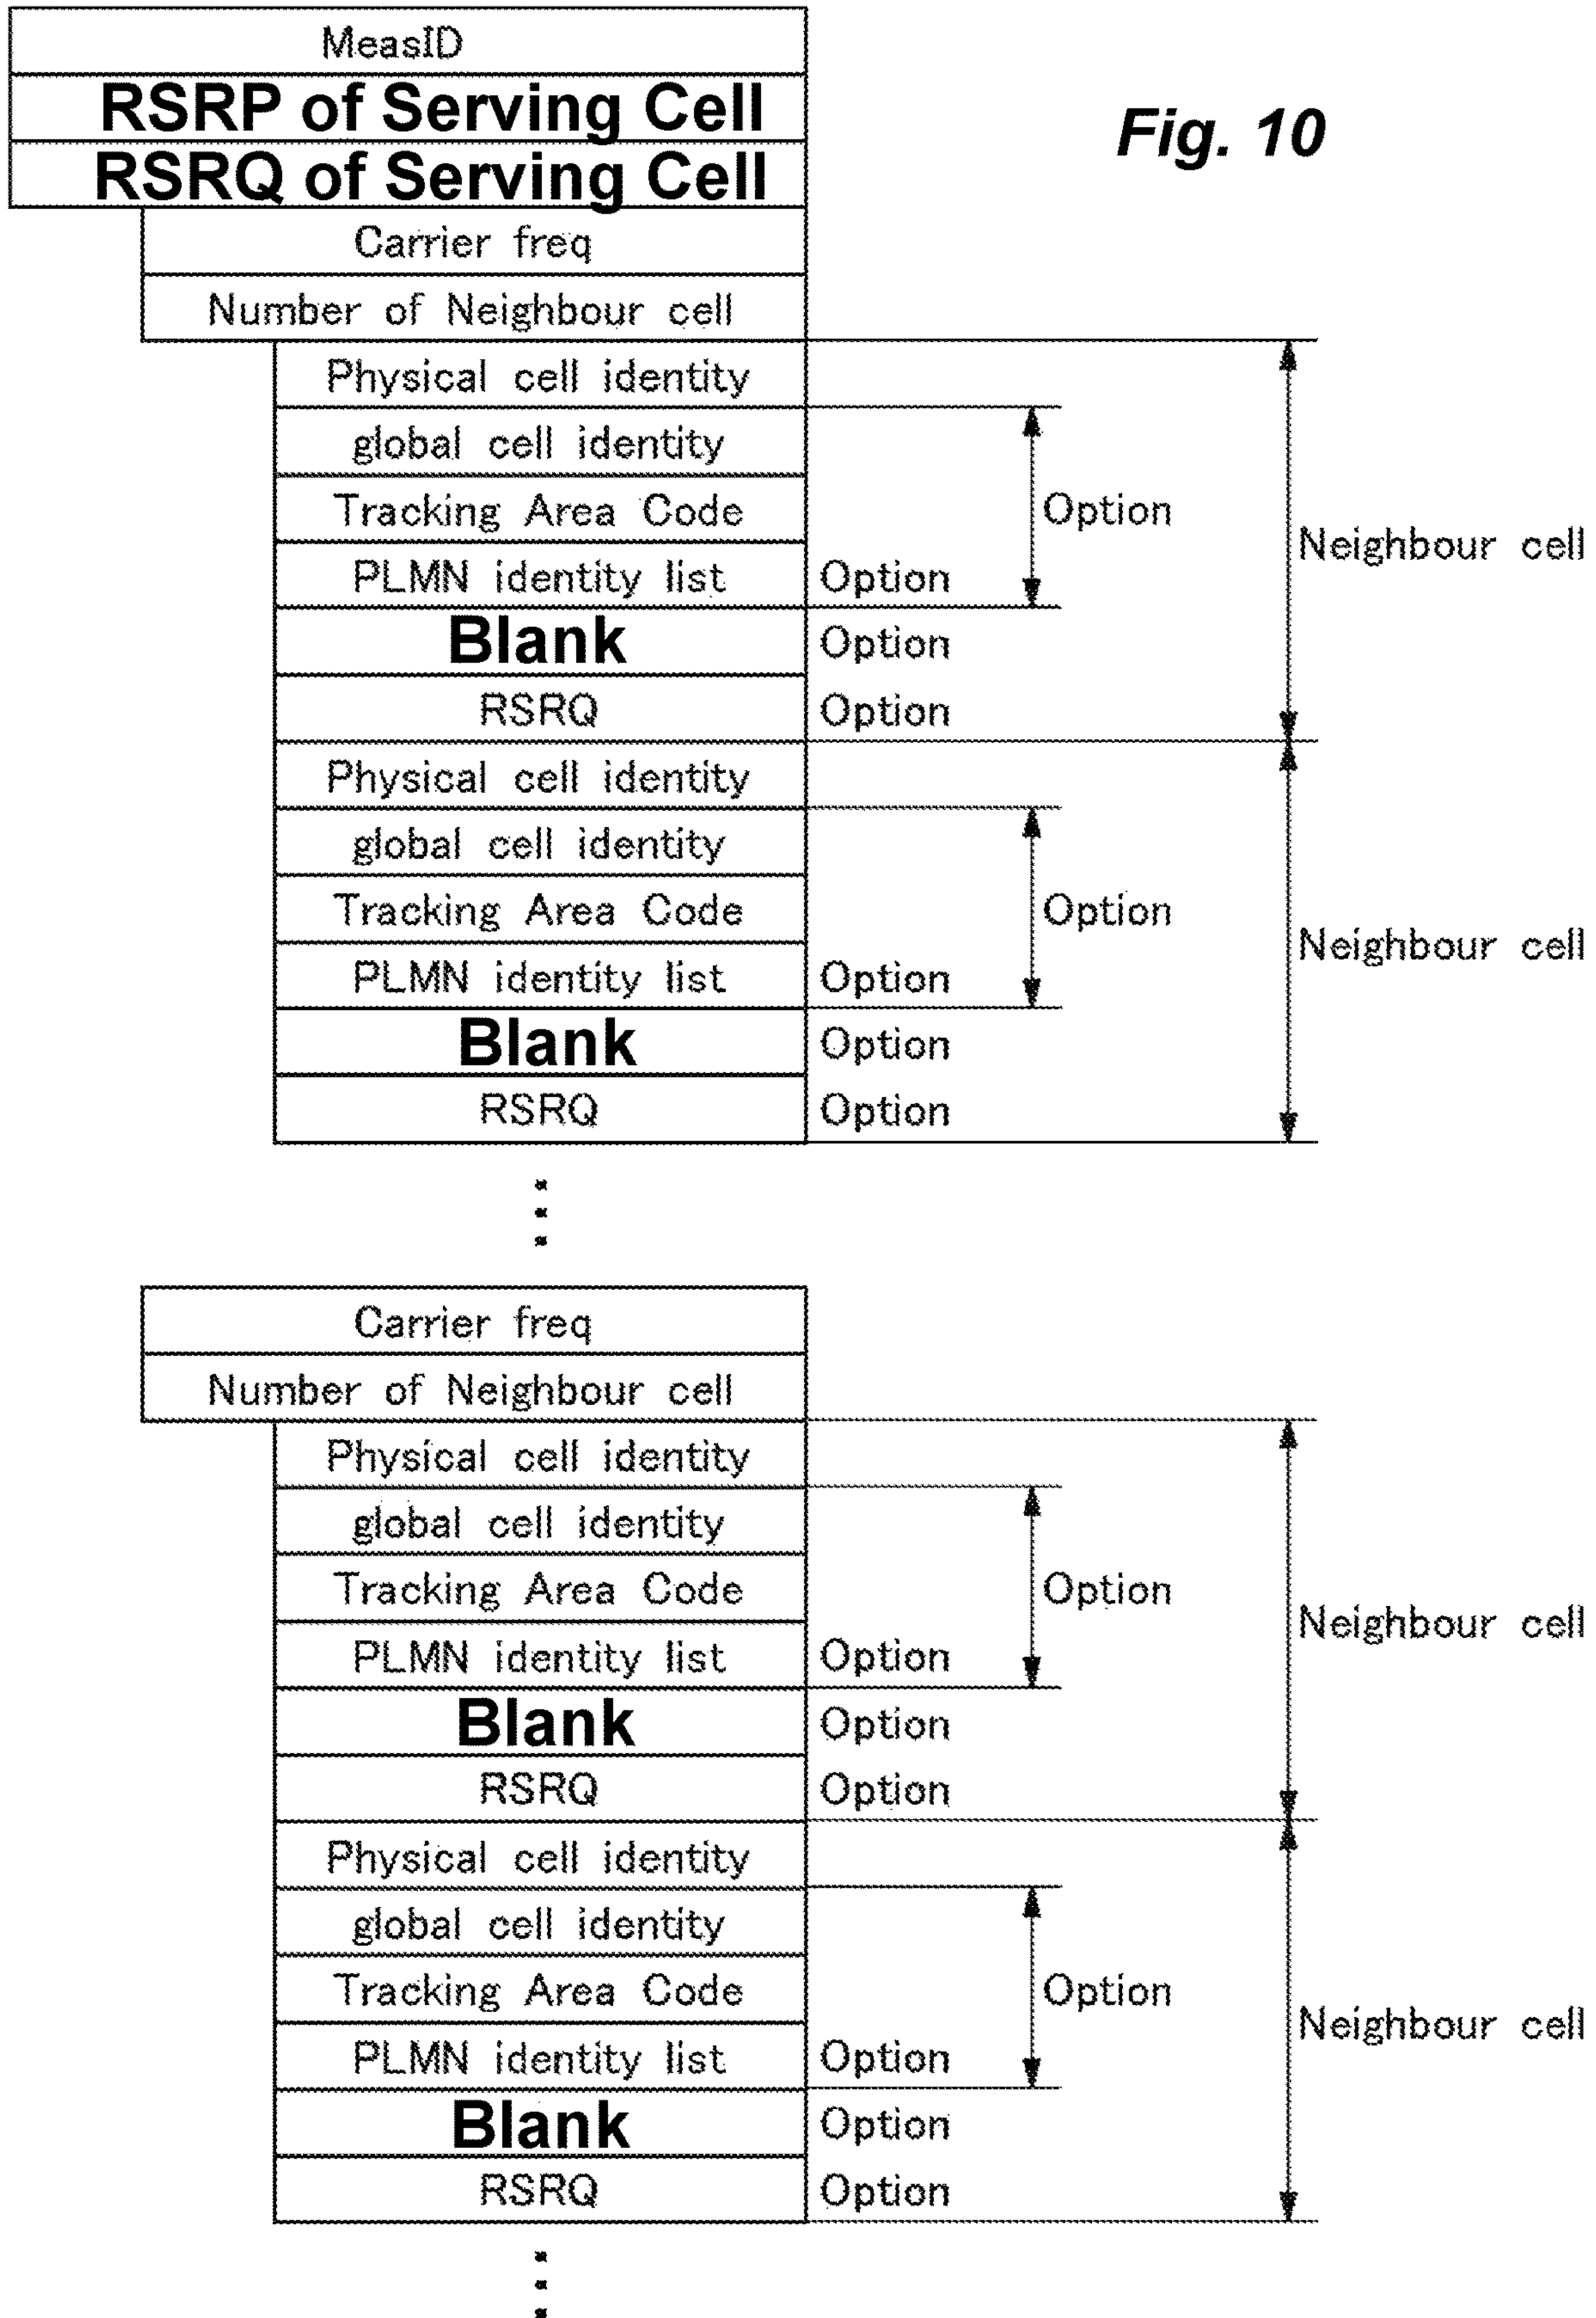 MeasID
RSRP of Serving Cell
Fig. 10
RSRQ of Serving Cell
Carrier freq
Number of Neighbour cell
Physical cell identity
global cell identity
Tracking Area Code
Option
Neighbour cell
PLMN identity list Option
Blank Option
RSRQ Option
Physical cell identity
global cell identity
Tracking Area Code
Option
Neighbour cell
PLMN identity list Option
Blank Option
RSRQ Option
Carrier freq
Number of Neighbour cell
Physical cell identity
global cell identity
Tracking Area Code
Option
Neighbour cell
PLMN identity list Option
Blank Option
RSRQ Option
Physical cell identity
global cell identity
Tracking Area Code
Option
Neighbour cell
PLMN identity list Option
Blank Option
RSRQ Option